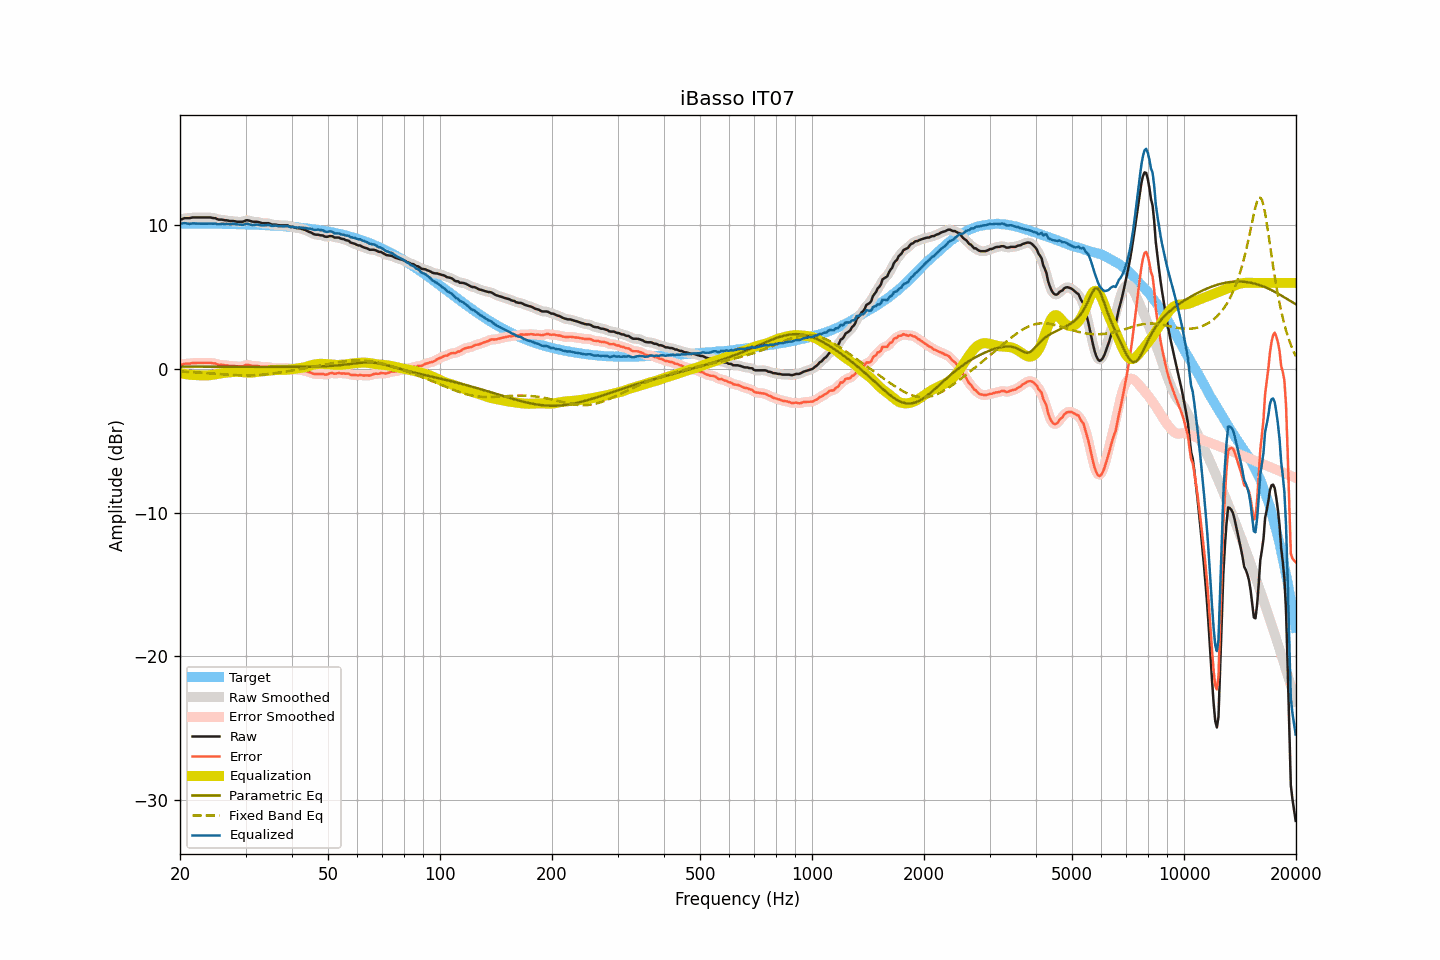 iBasso IT07
Amplitude (dBr)
10
0
−10
−20
−30
Target
Raw Smoothed
Error Smoothed
Raw
Error
Equalization
Parametric Eq
Fixed Band Eq
Equalized
20 50 100 200 500 1000 2000 5000 10000 20000
Frequency (Hz)